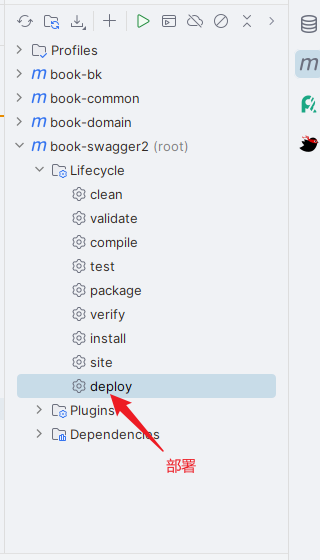 Profiles
book-bk
book-common
book-domain
book-swagger2 (root)
Lifecycle
clean
validate
compile
test
package
verify
install
site
deploy
Plugins
Dependencies
部署